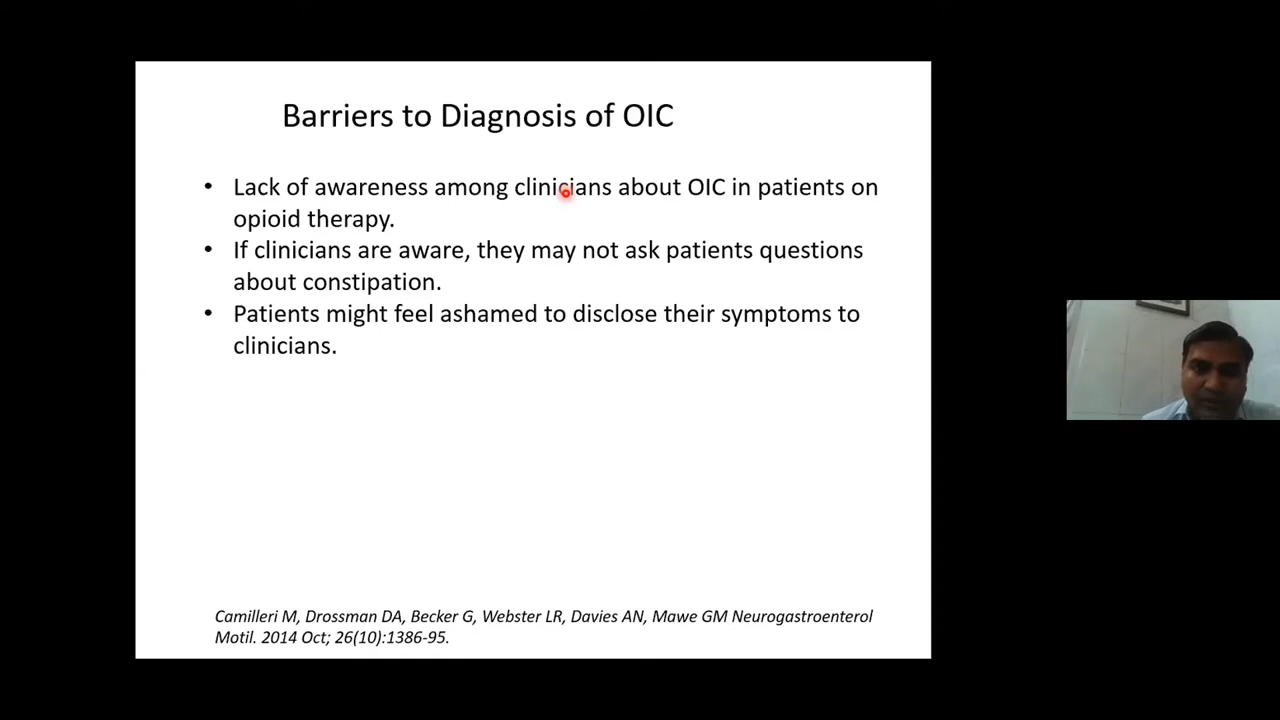 Barriers to Diagnosis of OIC
• Lack of awareness among clinicians about OIC in patients on
opioid therapy.
• If clinicians are aware, they may not ask patients questions
about constipation.
• Patients might feel ashamed to disclose their symptoms to
clinicians.
Camilleri M, Drossman DA, Becker G, Webster LR, Davies AN, Mawe GM Neurogastroenterol
Motil. 2014 Oct; 26(10):1386-95.